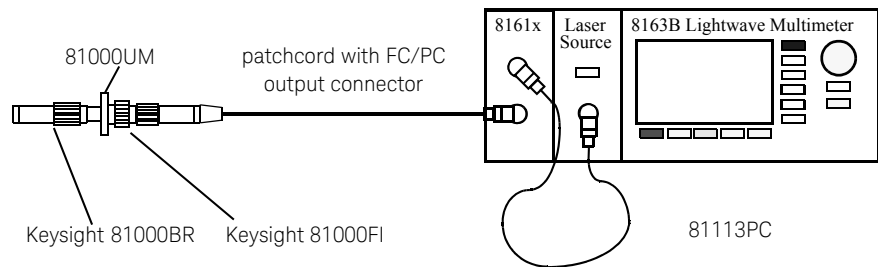 8161x
Laser
Source
8163B Lightwave Multimeter
81000UM
patchcord with FC/PC
output connector
Keysight 81000BR
Keysight 81000FI
81113PC